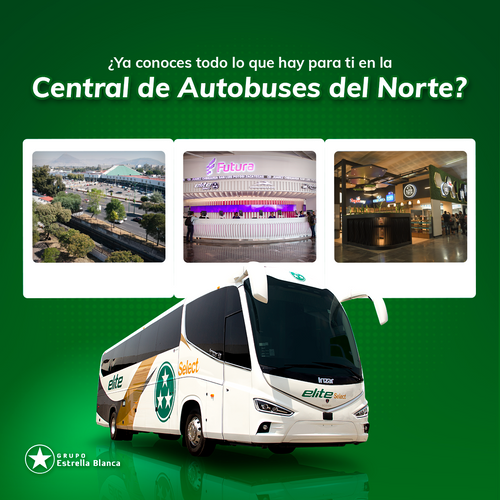 ¿Ya conoces todo lo que hay para ti en la
Central de Autobuses del Norte?
Futura
elite
Select
irizar
elite Select
GRUPO
Estrella Blanca